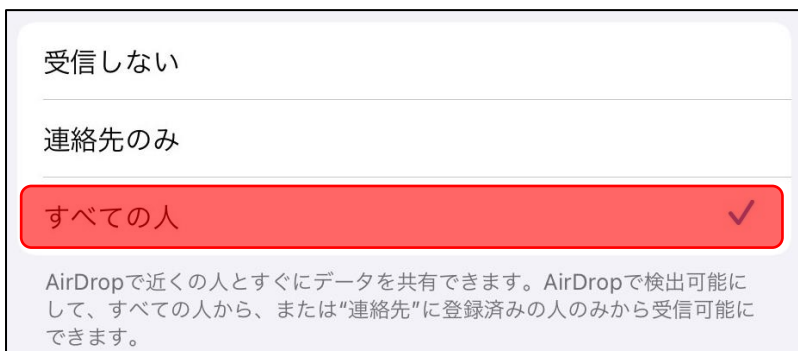 受信しない
連絡先のみ
すべての人
AirDropで近くの人とすぐにデータを共有できます。AirDropで検出可能に
して、すべての人から、または“連絡先”に登録済みの人のみから受信可能に
できます。